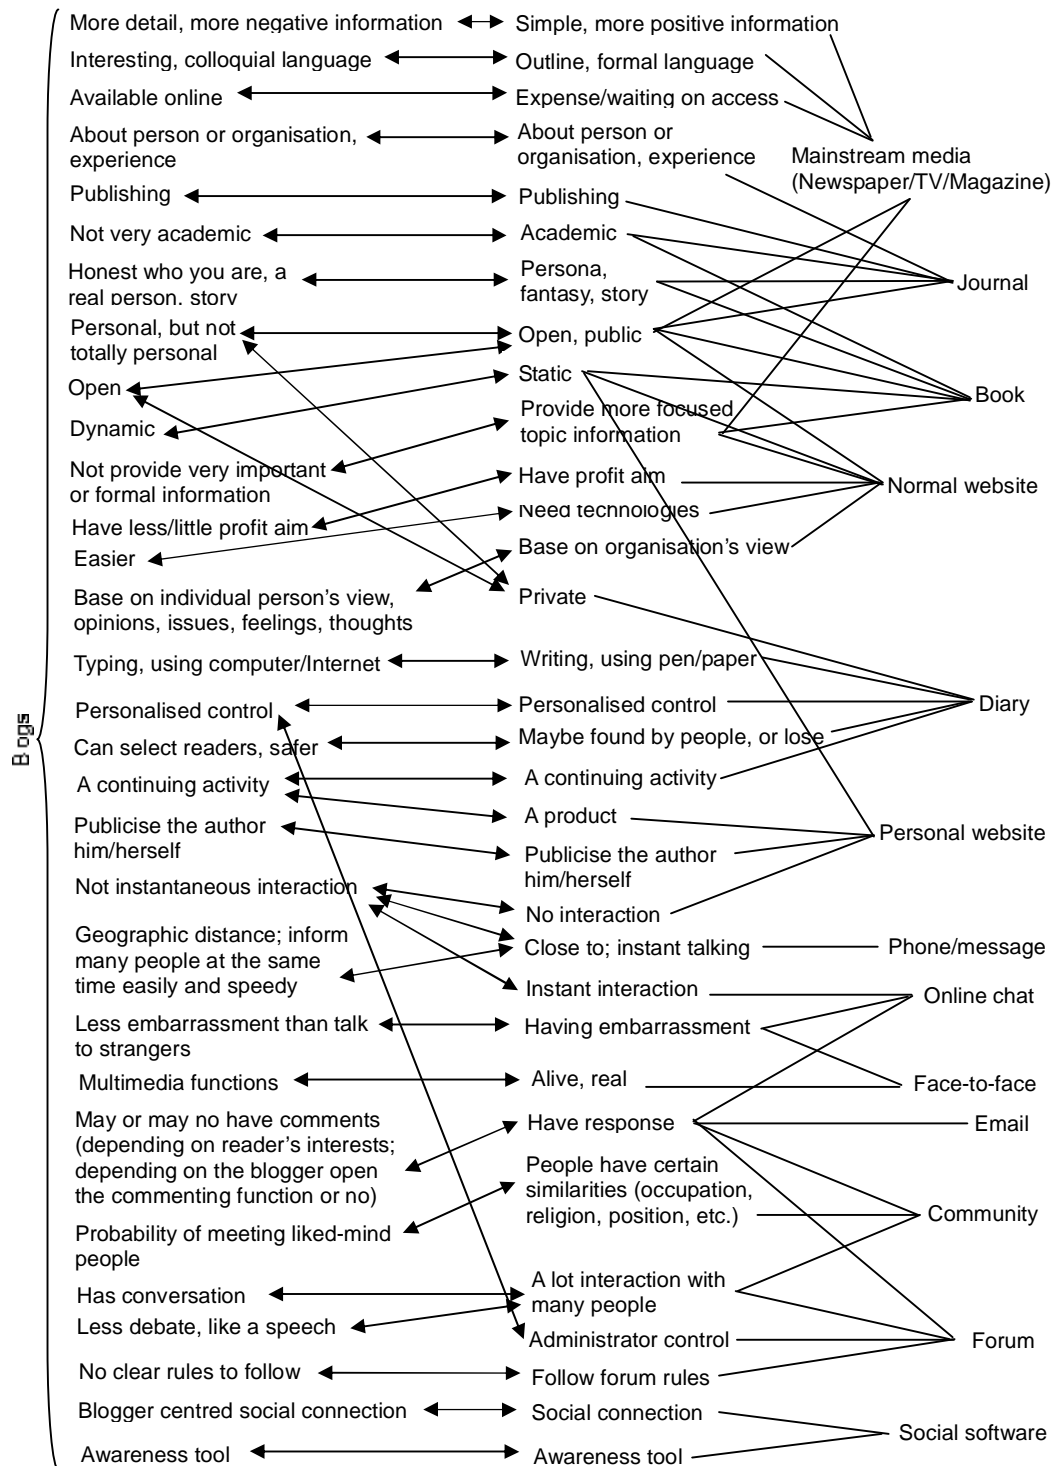 More detail, more negative information
Simple, more positive information
Interesting, colloquial language
Outline, formal language
Available online
Expense/waiting on access
About person or organisation,
experience
About person or
organisation, experience
Mainstream media
(Newspaper/TV/Magazine)
Publishing
Publishing
Not very academic
Academic
Honest who you are, a
real person, story
Persona,
fantasy, story
Journal
Personal, but not
totally personal
Open, public
Open
Static
Book
Dynamic
Provide more focused
topic information
Not provide very important
or formal information
Have profit aim
Normal website
Have less/little profit aim
Need technologies
Easier
Base on organisation's view
Base on individual person's view,
opinions, issues, feelings, thoughts
Private
Typing, using computer/Internet
Writing, using pen/paper
Personalised control
Personalised control
Diary
B ogs
Can select readers, safer
Maybe found by people, or lose
A continuing activity
A continuing activity
A product
Publicise the author
him/herself
Publicise the author
him/herself
Personal website
Not instantaneous interaction
No interaction
Geographic distance; inform
many people at the same
time easily and speedy
Close to; instant talking
Phone/message
Instant interaction
Online chat
Less embarrassment than talk
to strangers
Having embarrassment
Multimedia functions
Alive, real
Face-to-face
May or may no have comments
(depending on reader's interests;
depending on the blogger open
the commenting function or no)
Have response
Email
People have certain
similarities (occupation,
religion, position, etc.)
Community
Probability of meeting liked-mind
people
Has conversation
A lot interaction with
many people
Less debate, like a speech
Administrator control
Forum
No clear rules to follow
Follow forum rules
Blogger centred social connection
Social connection
Social software
Awareness tool
Awareness tool